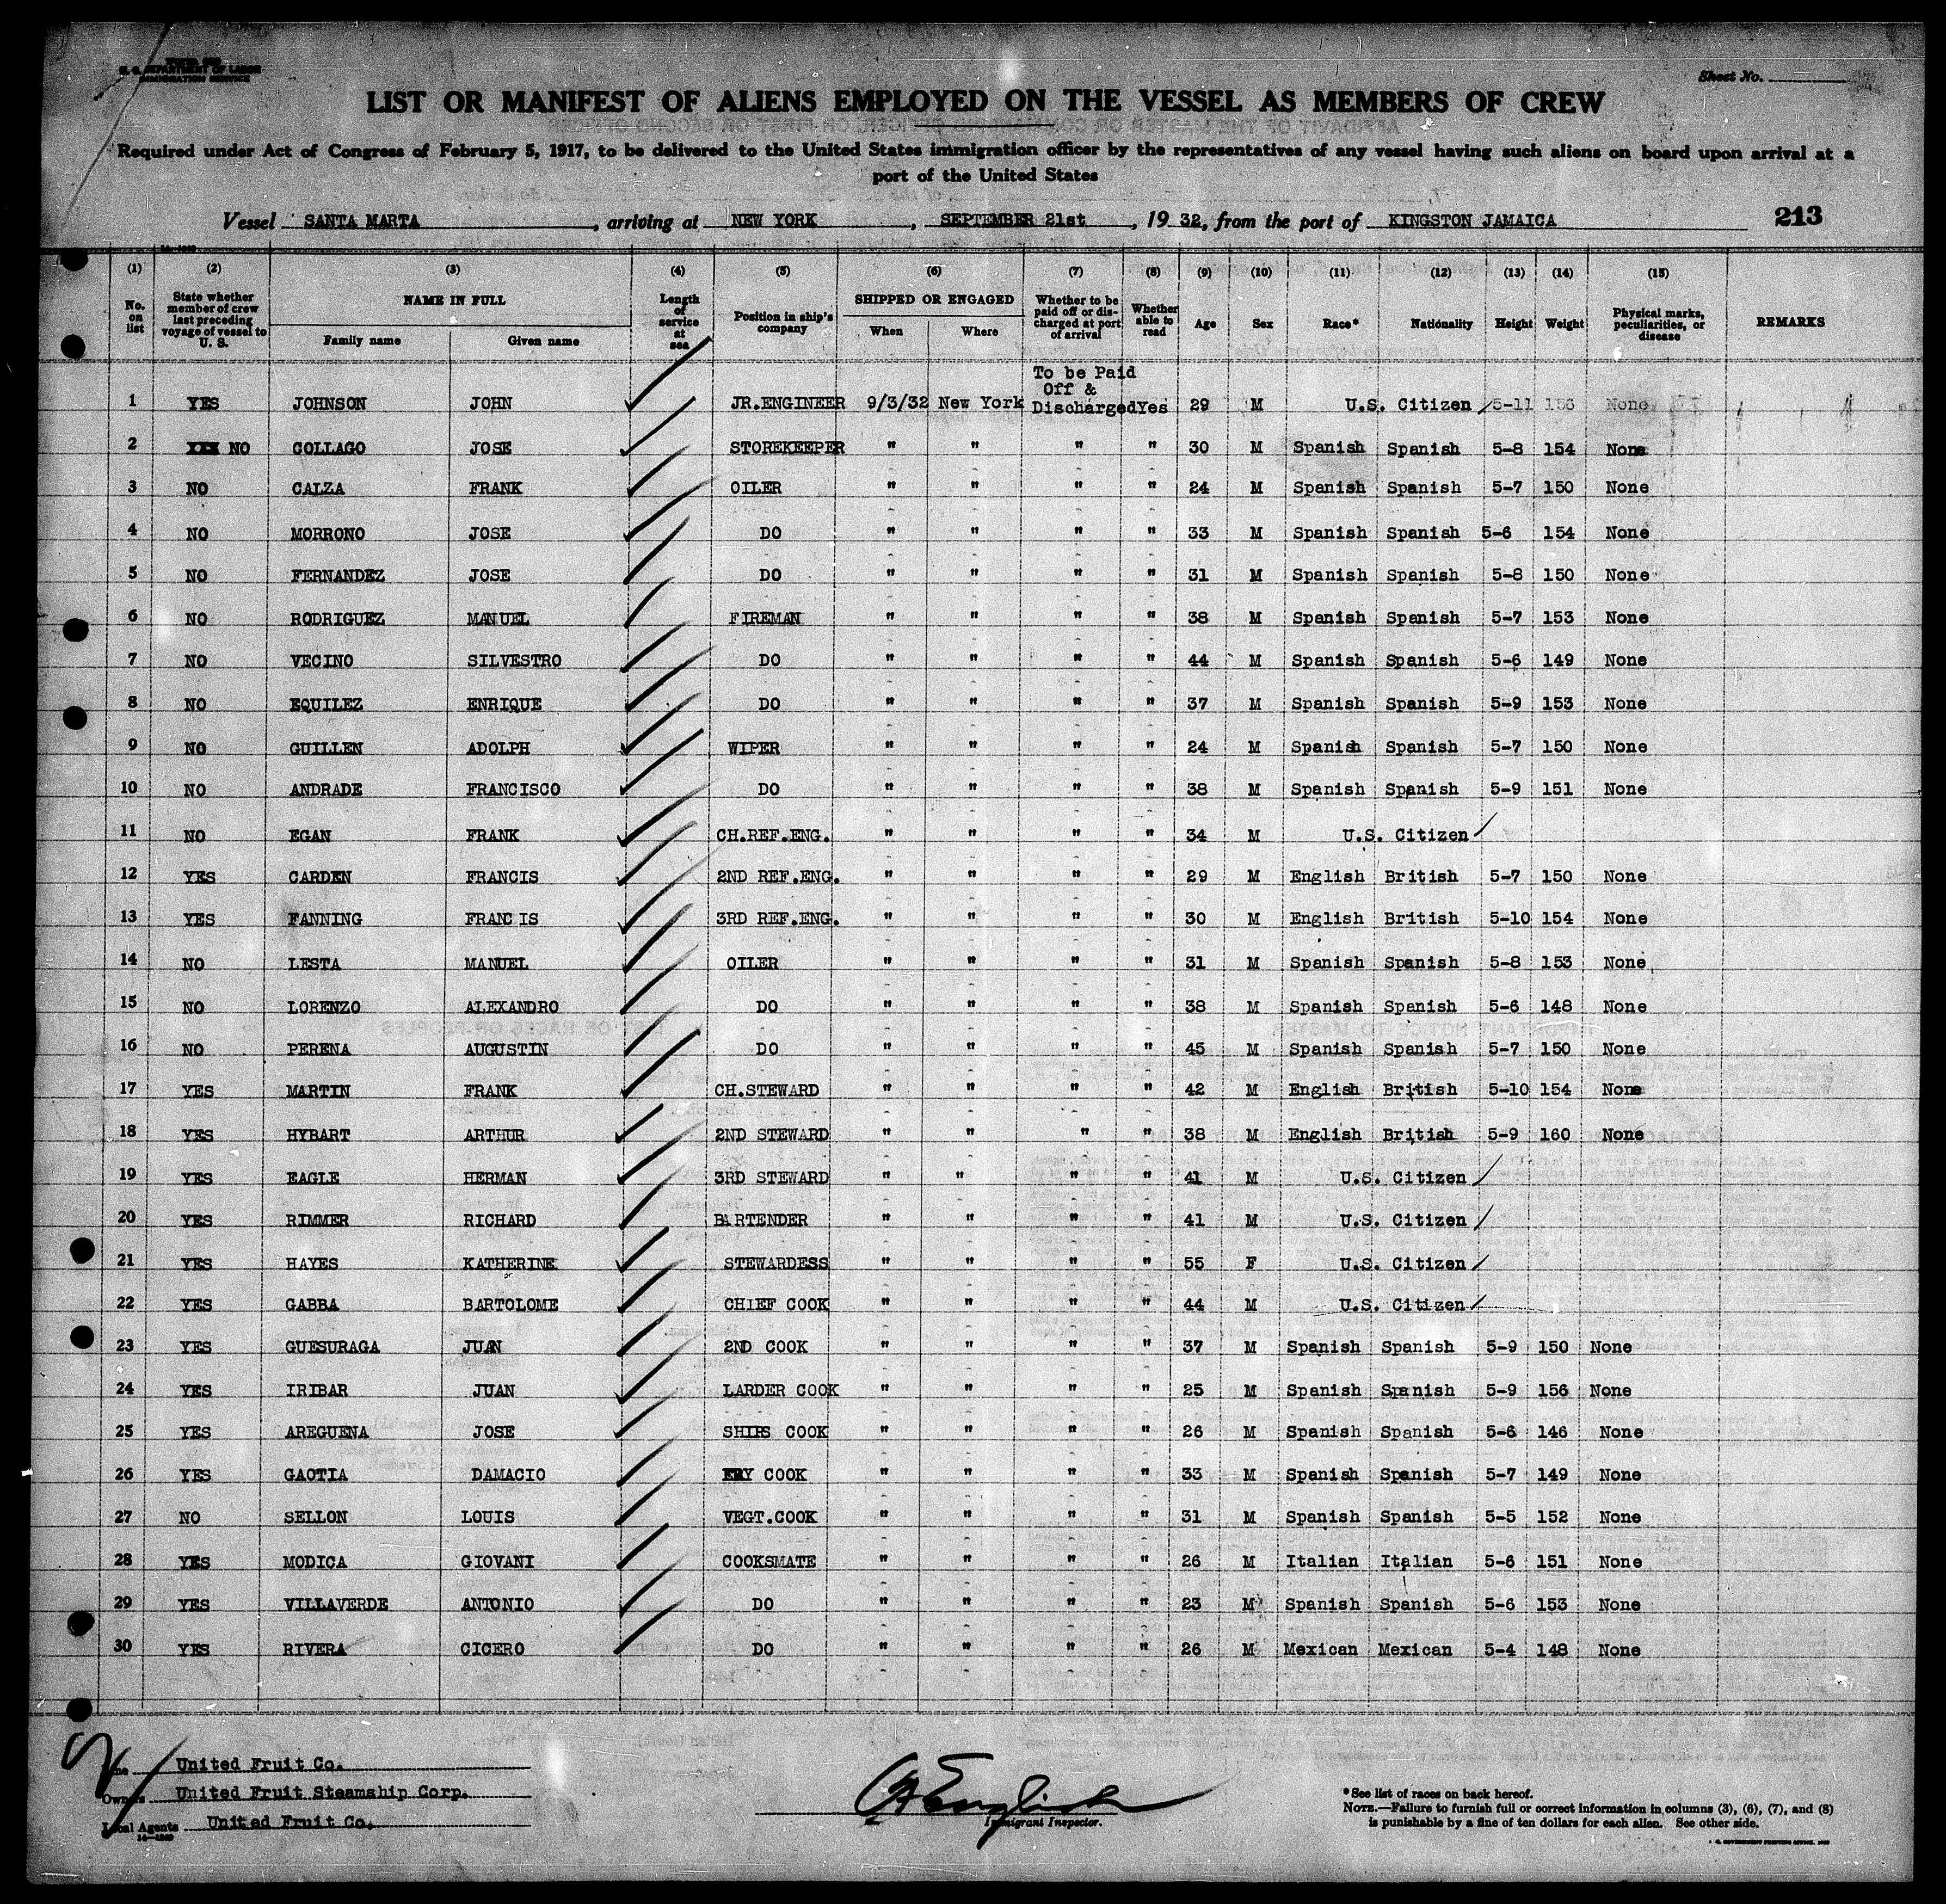 U. S. DEPARTMENT OF LABOR
IMMIGRATION SERVICE
Sheet No.
LIST OR MANIFEST OF ALIENS EMPLOYED ON THE VESSEL AS MEMBERS OF CREW
Required under Act of Congress of February 5, 1917, to be delivered to the United States immigration officer by the representatives of any vessel having such aliens on board upon arrival at a
port of the United States
Vessel SANTA MARTA, arriving at NEW YORK, SEPTEMBER 21st, 1932, from the port of KINGSTON JAMAICA 213
(1) (2) (3) (4) (5) (6) (7) (8) (9) (10) (11) (12) (13) (14) (15)
No. on list State whether member of crew last preceding voyage of vessel to U. S. NAME IN FULL Family name Given name Length of service at sea Position in ship's company SHIPPED OR ENGAGED When Where Whether to be paid off or discharged at port of arrival Whether able to read Age Sex Race* Nationality Height Weight Physical marks, peculiarities, or disease REMARKS
To be Paid
Off &
1 YES JOHNSON JOHN JR.ENGINEER 9/3/32 New York Discharged Yes 29 M U.S. Citizen 5-11 156 None
2 NO COLLAGO JOSE STOREKEEPER " " " " 30 M Spanish Spanish 5-8 154 None
3 NO CALZA FRANK OILER " " " " 24 M Spanish Spanish 5-7 150 None
4 NO MORRONO JOSE DO " " " " 33 M Spanish Spanish 5-6 154 None
5 NO FERNANDEZ JOSE DO " " " " 31 M Spanish Spanish 5-8 150 None
6 NO RODRIGUEZ MANUEL FIREMAN " " " " 38 M Spanish Spanish 5-7 153 None
7 NO VECINO SILVESTRO DO " " " " 44 M Spanish Spanish 5-6 149 None
8 NO EQUILEZ ENRIQUE DO " " " " 37 M Spanish Spanish 5-9 153 None
9 NO GUILLEN ADOLPH WIPER " " " " 24 M Spanish Spanish 5-7 150 None
10 NO ANDRADE FRANCISCO DO " " " " 38 M Spanish Spanish 5-9 151 None
11 NO EGAN FRANK CH.REF.ENG. " " " " 34 M U.S. Citizen
12 YES CARDEN FRANCIS 2ND REF.ENG. " " " " 29 M English British 5-7 150 None
13 YES FANNING FRANCIS 3RD REF.ENG. " " " " 30 M English British 5-10 154 None
14 NO LESTA MANUEL OILER " " " " 31 M Spanish Spanish 5-8 153 None
15 NO LORENZO ALEXANDRO DO " " " " 38 M Spanish Spanish 5-6 148 None
16 NO PERENA AUGUSTIN DO " " " " 45 M Spanish Spanish 5-7 150 None
17 YES MARTIN FRANK CH.STEWARD " " " " 42 M English British 5-10 154 None
18 YES HYBART ARTHUR 2ND STEWARD " " " " 38 M English British 5-9 160 None
19 YES EAGLE HERMAN 3RD STEWARD " " " " 41 M U.S. Citizen
20 YES RIMMER RICHARD BARTENDER " " " " 41 M U.S. Citizen
21 YES HAYES KATHERINE STEWARDESS " " " " 55 F U.S. Citizen
22 YES GABBA BARTOLOME CHIEF COOK " " " " 44 M U.S. Citizen
23 YES GUESURAGA JUAN 2ND COOK " " " " 37 M Spanish Spanish 5-9 150 None
24 YES IRIBAR JUAN LARDER COOK " " " " 25 M Spanish Spanish 5-9 156 None
25 YES AREGUENA JOSE SHIPS COOK " " " " 26 M Spanish Spanish 5-6 146 None
26 YES GAOTIA DAMACIO FRY COOK " " " " 33 M Spanish Spanish 5-7 149 None
27 NO SELLON LOUIS VEGT.COOK " " " " 31 M Spanish Spanish 5-5 152 None
28 YES MODICA GIOVANI COOKSMATE " " " " 26 M Italian Italian 5-6 151 None
29 YES VILLAVERDE ANTONIO DO " " " " 23 M Spanish Spanish 5-6 153 None
30 YES RIVERA CICERO DO " " " " 26 M Mexican Mexican 5-4 148 None
United Fruit Co.
Owners United Fruit Steamship Corp.
Local Agents United Fruit Co.
English
Immigrant Inspector.
*See list of races on back hereof.
NOTE.—Failure to furnish full or correct information in columns (3), (6), (7), and (8)
is punishable by a fine of ten dollars for each alien. See other side.